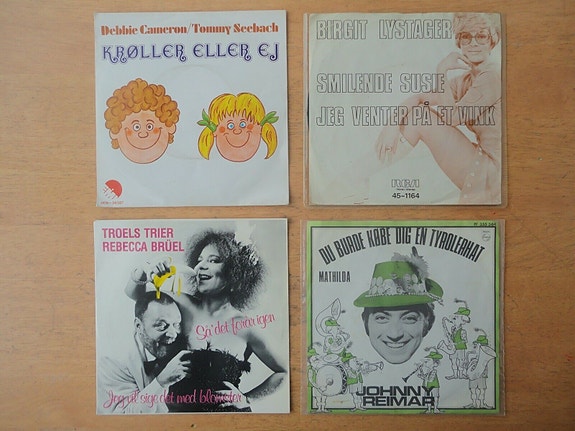 Debbie Cameron/Tommy Seebach
KRØLLER ELLER EJ
BIRGIT LYSTAGER
SMILENDE SUSIE
JEG VENTER PÅ ET VINK
RCA
45-1164
TROELS TRIER
REBECCA BRÜEL
Så' det forår igen
Jeg vil sige det med blomster
DU BURDE KØBE DIG EN TYROLERHAT
MATHILDA
JOHNNY
REIMAR